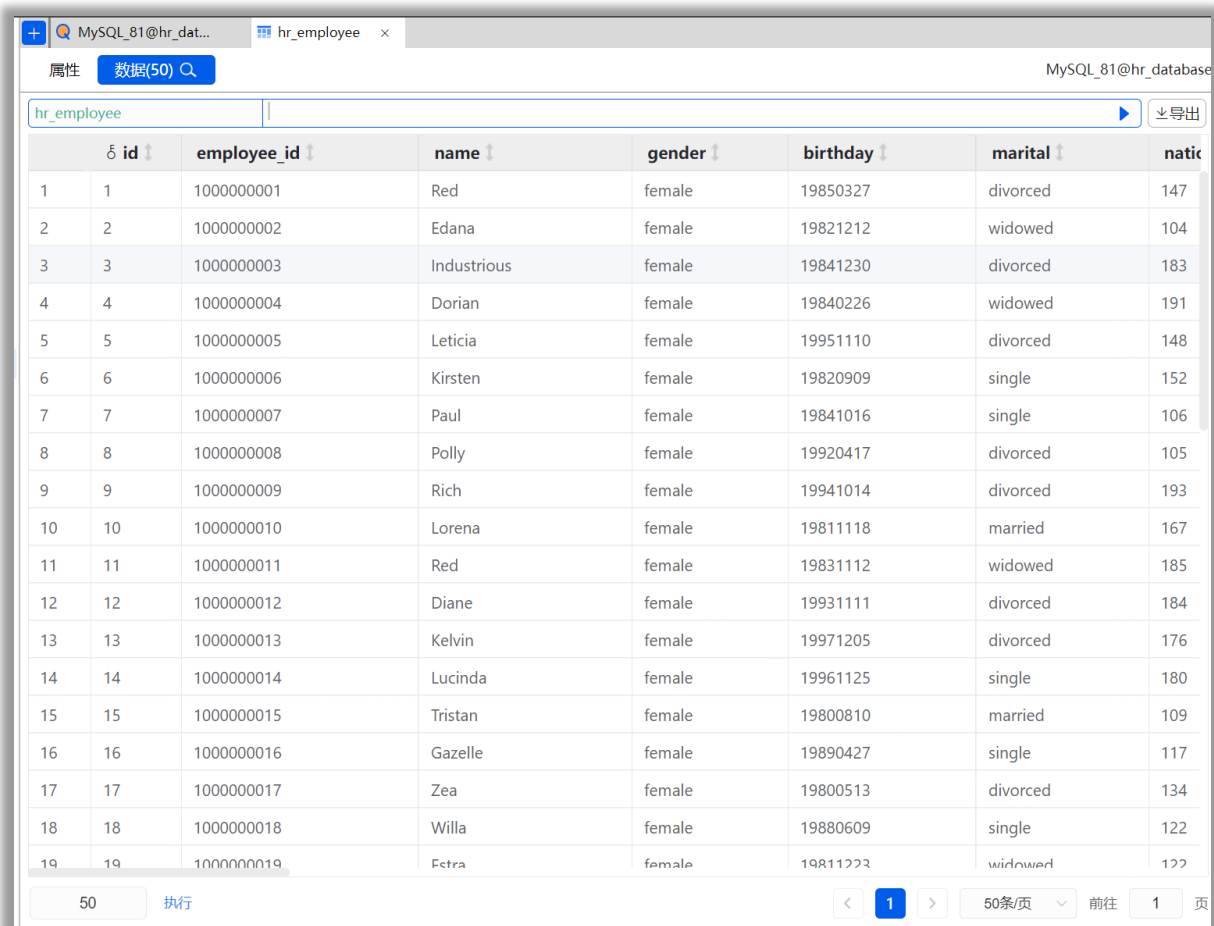 MySQL_81@hr_dat... hr_employee ×
属性 数据(50) MySQL_81@hr_database
hr_employee 导出
id employee_id name gender birthday marital natio
1 1 1000000001 Red female 19850327 divorced 147
2 2 1000000002 Edana female 19821212 widowed 104
3 3 1000000003 Industrious female 19841230 divorced 183
4 4 1000000004 Dorian female 19840226 widowed 191
5 5 1000000005 Leticia female 19951110 divorced 148
6 6 1000000006 Kirsten female 19820909 single 152
7 7 1000000007 Paul female 19841016 single 106
8 8 1000000008 Polly female 19920417 divorced 105
9 9 1000000009 Rich female 19941014 divorced 193
10 10 1000000010 Lorena female 19811118 married 167
11 11 1000000011 Red female 19831112 widowed 185
12 12 1000000012 Diane female 19931111 divorced 184
13 13 1000000013 Kelvin female 19971205 divorced 176
14 14 1000000014 Lucinda female 19961125 single 180
15 15 1000000015 Tristan female 19800810 married 109
16 16 1000000016 Gazelle female 19890427 single 117
17 17 1000000017 Zea female 19800513 divorced 134
18 18 1000000018 Willa female 19880609 single 122
19 19 1000000019 Estra female 19811223 widowed 122
50 执行 < 1 > 50条/页 前往 1 页